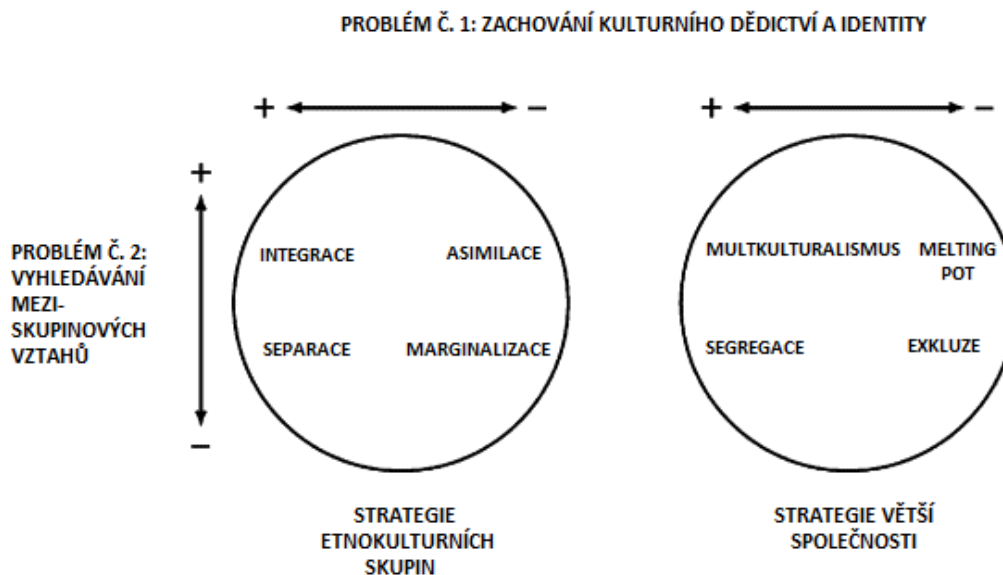 PROBLÉM Č. 1: ZACHOVÁNÍ KULTURNÍHO DĚDICTVÍ A IDENTITY
+ −
+ −
+
PROBLÉM Č. 2:
VYHLEDÁVÁNÍ
MEZI-
SKUPINOVÝCH
VZTAHŮ
−
INTEGRACE
ASIMILACE
SEPARACE
MARGINALIZACE
MULTKULTURALISMUS
MELTING
POT
SEGREGACE
EXKLUZE
STRATEGIE
ETNOKULTURNÍCH
SKUPIN
STRATEGIE VĚTŠÍ
SPOLEČNOSTI